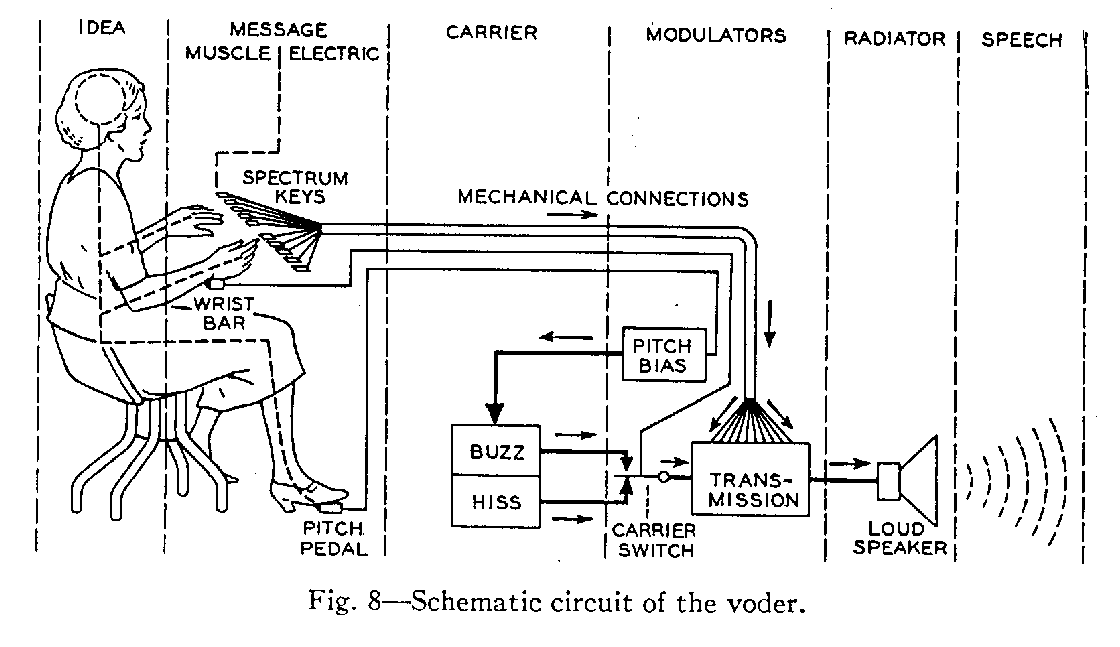 IDEA
MESSAGE
MUSCLE ELECTRIC
CARRIER
MODULATORS
RADIATOR
SPEECH
SPECTRUM
KEYS
MECHANICAL CONNECTIONS
WRIST
BAR
PITCH
BIAS
BUZZ
HISS
TRANS-
MISSION
CARRIER
SWITCH
LOUD
SPEAKER
PITCH
PEDAL
Fig. 8—Schematic circuit of the voder.